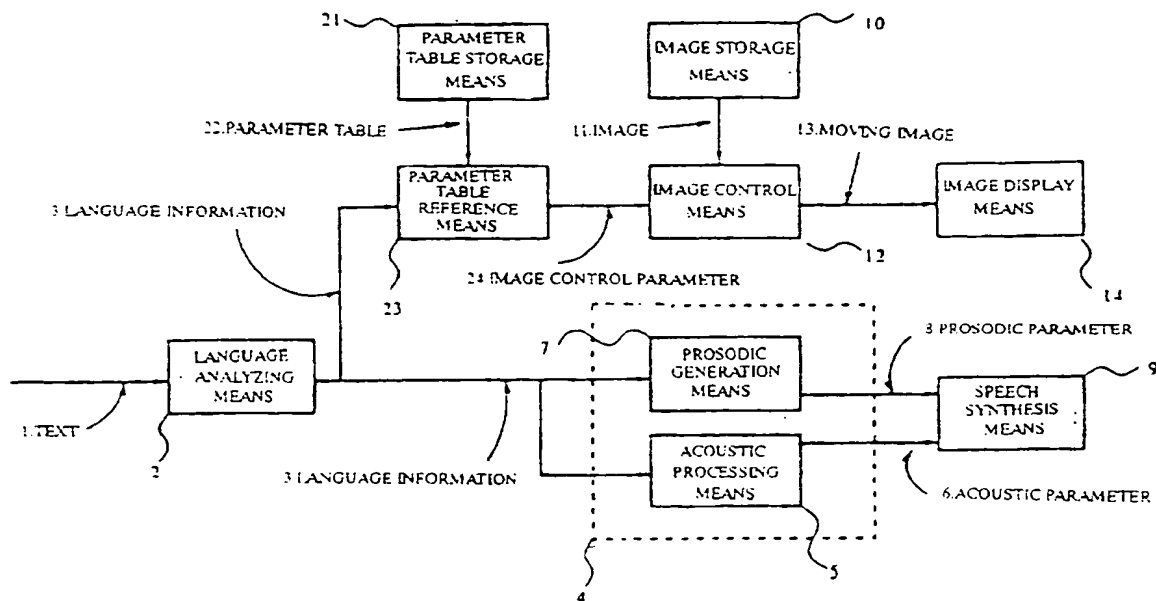 21
PARAMETER
TABLE STORAGE
MEANS
10
IMAGE STORAGE
MEANS
22.PARAMETER TABLE
11.IMAGE
13.MOVING IMAGE
PARAMETER
TABLE
REFERENCE
MEANS
IMAGE CONTROL
MEANS
IMAGE DISPLAY
MEANS
3 LANGUAGE INFORMATION
23
24 IMAGE CONTROL PARAMETER
12
14
7
PROSODIC
GENERATION
MEANS
8 PROSODIC PARAMETER
LANGUAGE
ANALYZING
MEANS
9
SPEECH
SYNTHESIS
MEANS
1.TEXT
2
3 LANGUAGE INFORMATION
ACOUSTIC
PROCESSING
MEANS
6.ACOUSTIC PARAMETER
5
4